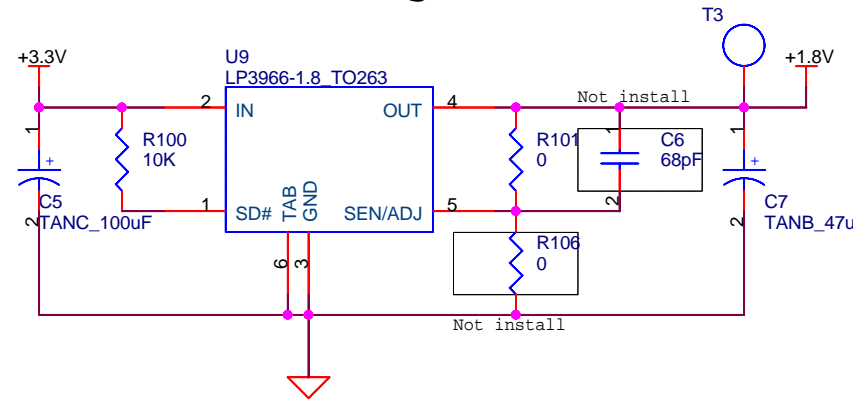 T3
+3.3V
U9
+1.8V
LP3966-1.8_TO263
Not install
2
IN
OUT
4
1
R100
10K
R101
0
1
C6
68pF
1
+
+
C5
TANC_100uF
2
1
SD#
TAB
GND
SEN/ADJ
5
2
C7
TANB_47u
2
R106
0
6
3
Not install